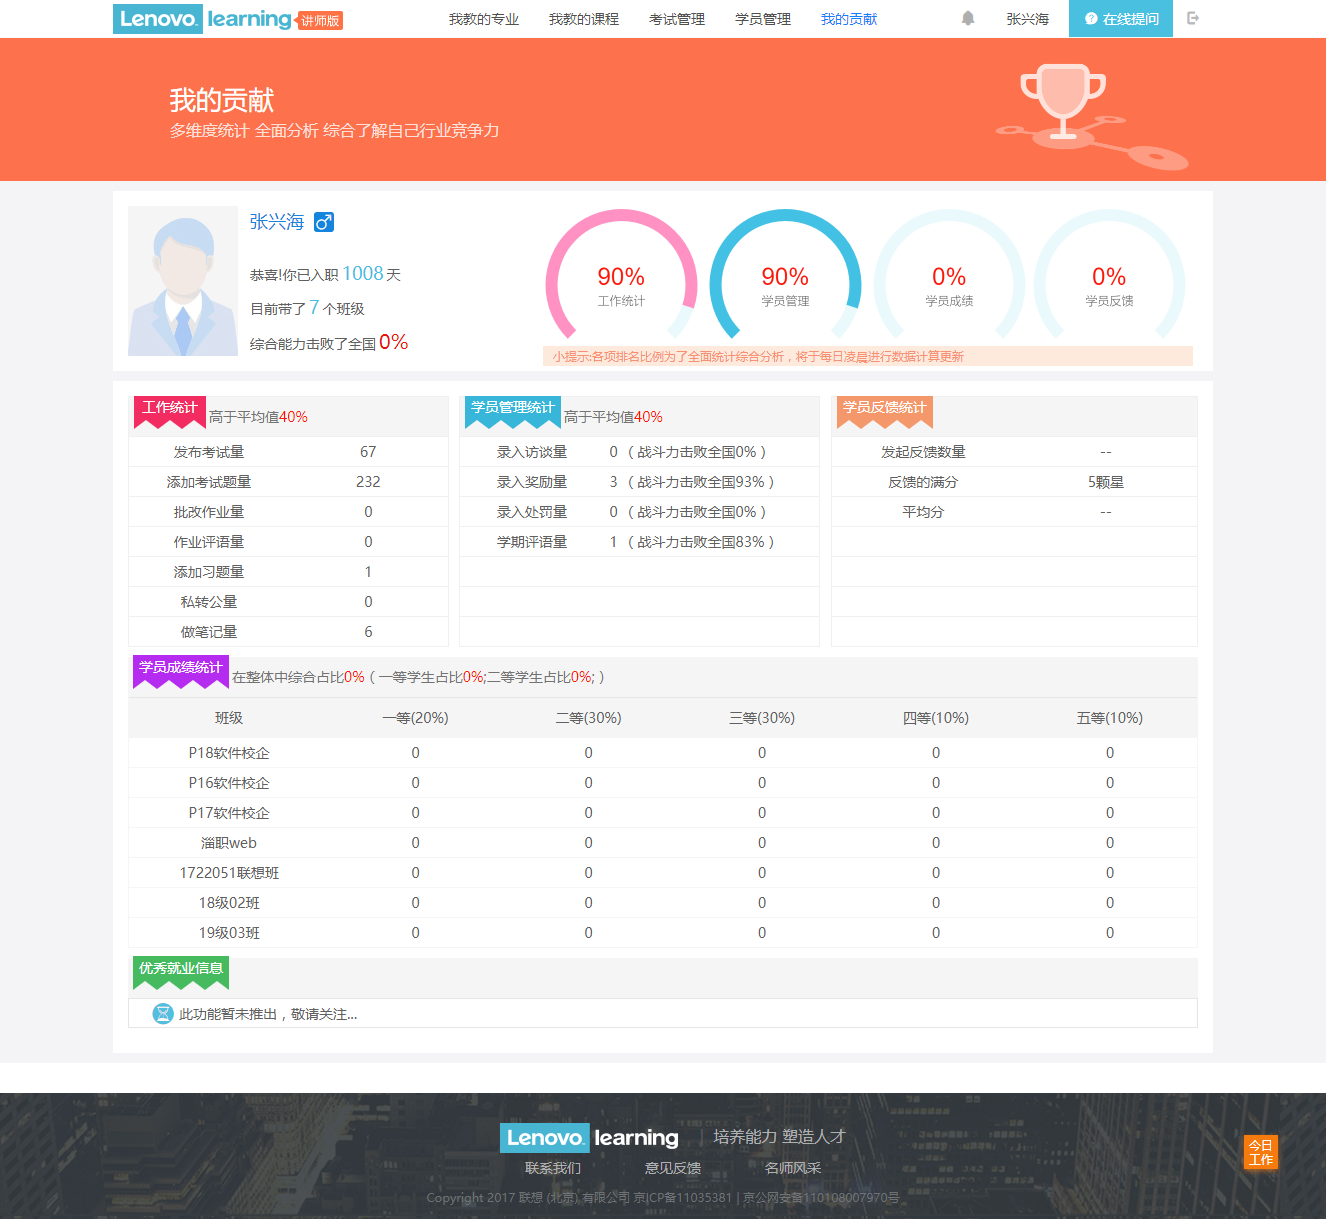 Lenovo learning 讲师版 我教的专业 我教的课程 考试管理 学员管理 我的贡献 张兴海 在线提问
我的贡献
多维度统计 全面分析 综合了解自己行业竞争力
张兴海
恭喜!你已入职 1008 天
目前带了 7 个班级
综合能力击败了全国 0%
90% 90% 0% 0%
工作统计 学员管理 学员成绩 学员反馈
小提示:各项排名比例为了全面统计综合分析，将于每日凌晨进行数据计算更新
工作统计 高于平均值40%
发布考试量 67
添加考试题量 232
批改作业量 0
作业评语量 0
添加习题量 1
私转公量 0
做笔记量 6
学员管理统计 高于平均值40%
录入访谈量 0 （ 战斗力击败全国0% ）
录入奖励量 3 （ 战斗力击败全国93% ）
录入处罚量 0 （ 战斗力击败全国0% ）
学期评语量 1 （ 战斗力击败全国83% ）
学员反馈统计
发起反馈数量 --
反馈的满分 5颗星
平均分 --
学员成绩统计 在整体中综合占比0% ( 一等学生占比0%;二等学生占比0%; )
班级 一等(20%) 二等(30%) 三等(30%) 四等(10%) 五等(10%)
P18软件校企 0 0 0 0 0
P16软件校企 0 0 0 0 0
P17软件校企 0 0 0 0 0
淄职web 0 0 0 0 0
1722051联想班 0 0 0 0 0
18级02班 0 0 0 0 0
19级03班 0 0 0 0 0
优秀就业信息
此功能暂未推出，敬请关注...
Lenovo learning 培养能力 塑造人才
联系我们 意见反馈 名师风采
Copyright 2017 联想 (北京) 有限公司 京ICP备11035381 | 京公网安备110108007970号
今日
工作